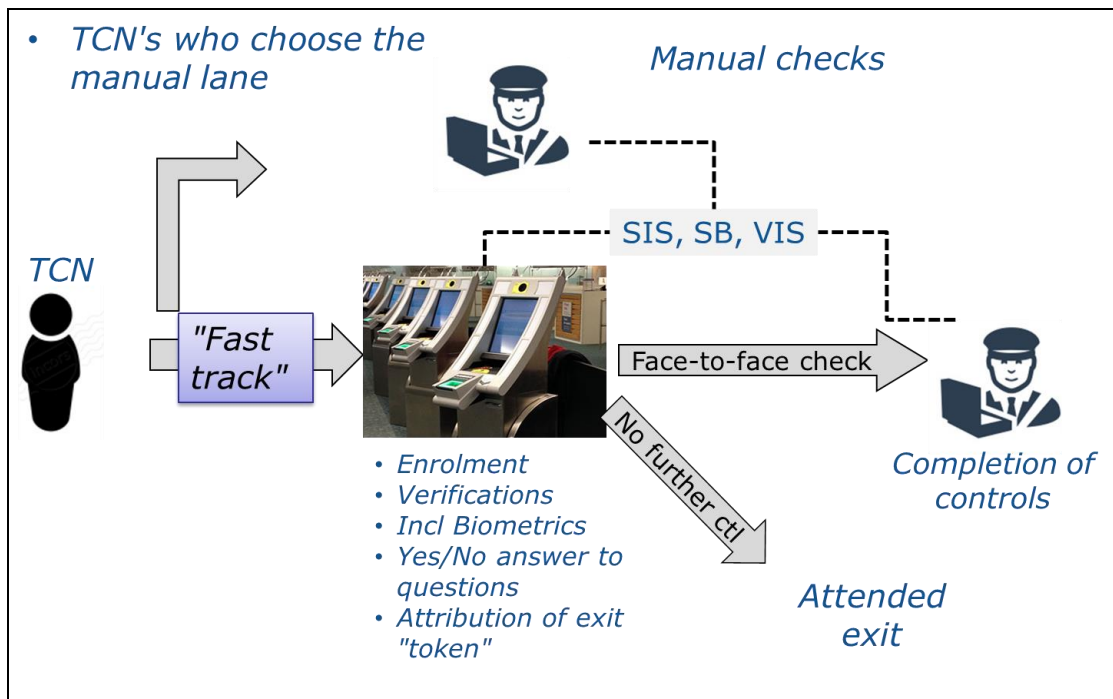 • TCN's who choose the
manual lane
Manual checks
SIS, SB, VIS
TCN
"Fast
track"
Face-to-face check
No further ctl
• Enrolment
• Verifications
• Incl Biometrics
• Yes/No answer to
questions
• Attribution of exit
"token"
Completion of
controls
Attended
exit